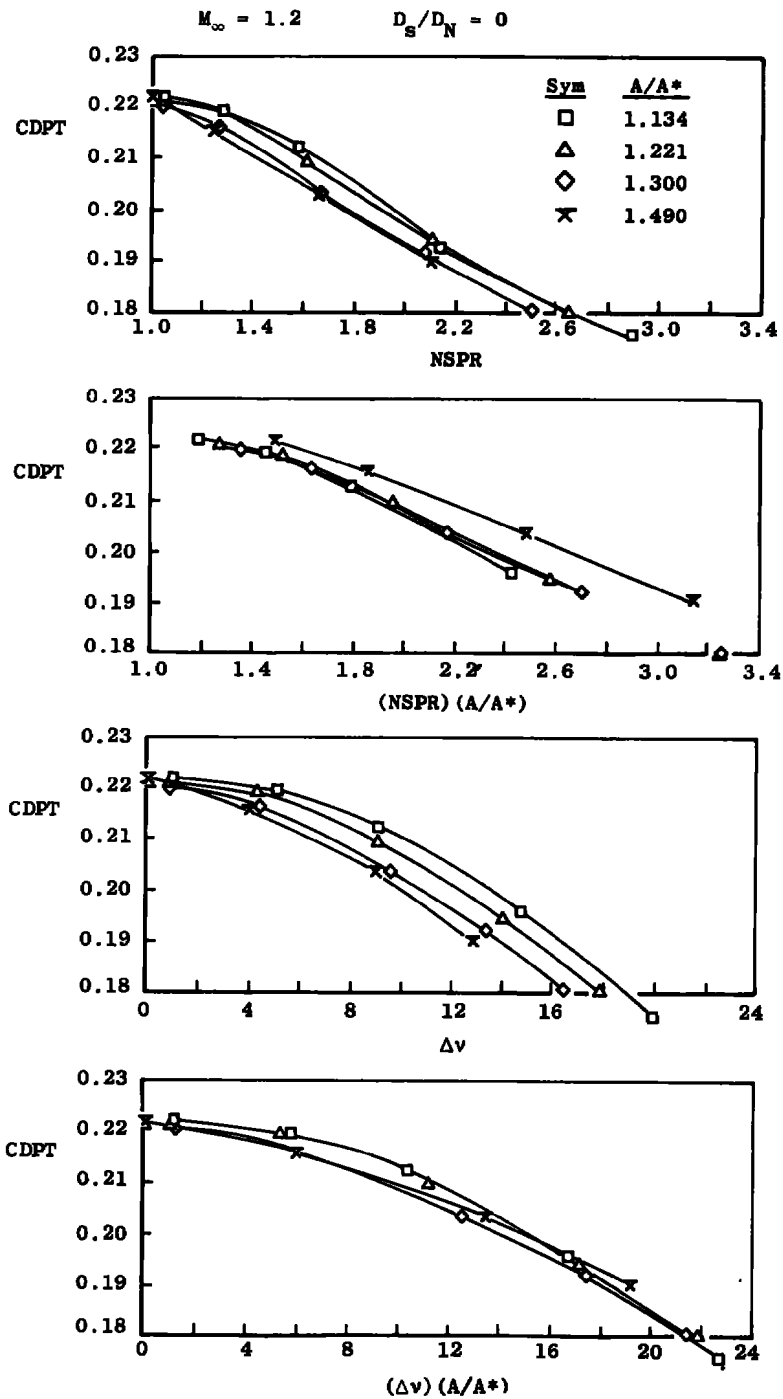 M∞ = 1.2 D_s/D_N = 0
0.23
0.22
CDPT
0.21
0.20
0.19
0.18
Sym A/A*
□ 1.134
△ 1.221
◇ 1.300
1.490
1.0 1.4 1.8 2.2 2.6 3.0 3.4
NSPR
0.23
0.22
CDPT
0.21
0.20
0.19
0.18
1.0 1.4 1.8 2.2 2.6 3.0 3.4
(NSPR)(A/A*)
0.23
0.22
CDPT
0.21
0.20
0.19
0.18
0 4 8 12 16 20 24
Δν
0.23
0.22
CDPT
0.21
0.20
0.19
0.18
0 4 8 12 16 20 24
(Δν)(A/A*)